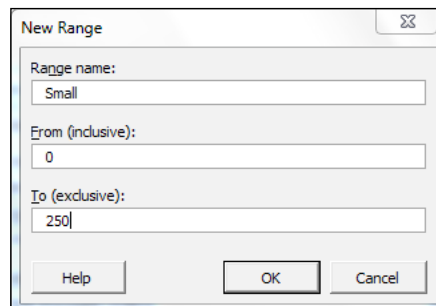 New Range
Range name:
Small
From (inclusive):
0
To (exclusive):
250
Help OK Cancel